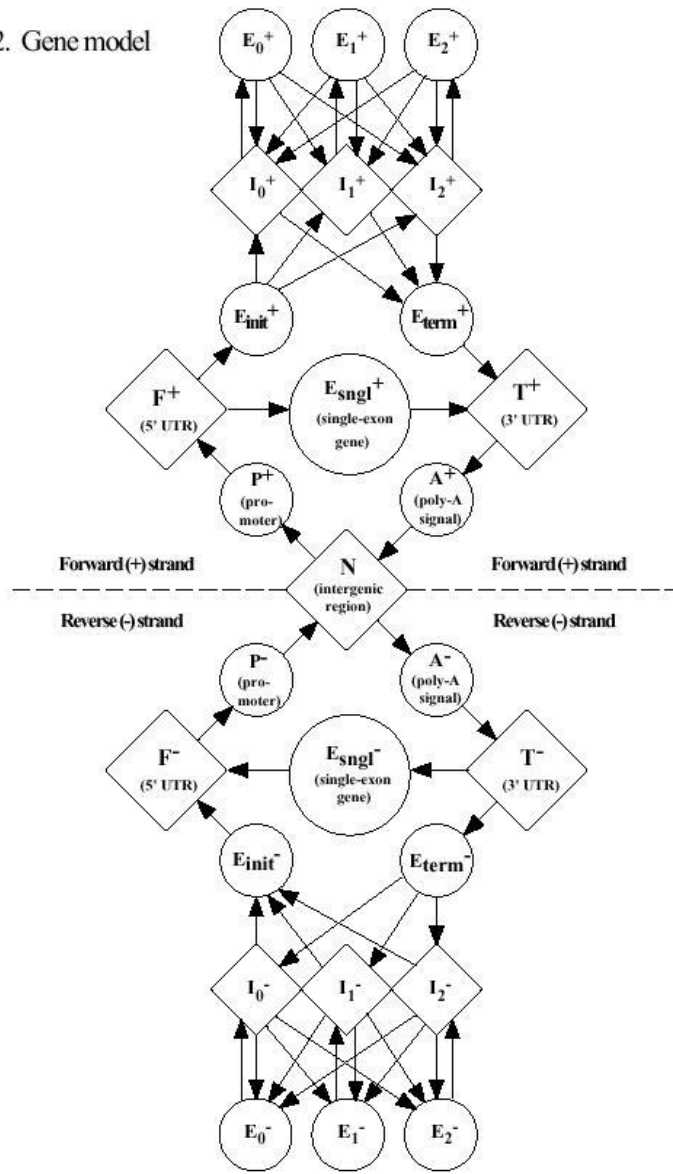 2. Gene model
E₀⁺ E₁⁺ E₂⁺
I₀⁺ I₁⁺ I₂⁺
Einit⁺ Eterm⁺
F⁺
(5' UTR)
Esngl⁺
(single-exon
gene)
T⁺
(3' UTR)
P⁺
(pro-
moter)
A⁺
(poly-A
signal)
N
(intergenic
region)
Forward (+) strand Forward (+) strand
Reverse (-) strand Reverse (-) strand
P⁻
(pro-
moter)
A⁻
(poly-A
signal)
F⁻
(5' UTR)
Esngl⁻
(single-exon
gene)
T⁻
(3' UTR)
Einit⁻ Eterm⁻
I₀⁻ I₁⁻ I₂⁻
E₀⁻ E₁⁻ E₂⁻